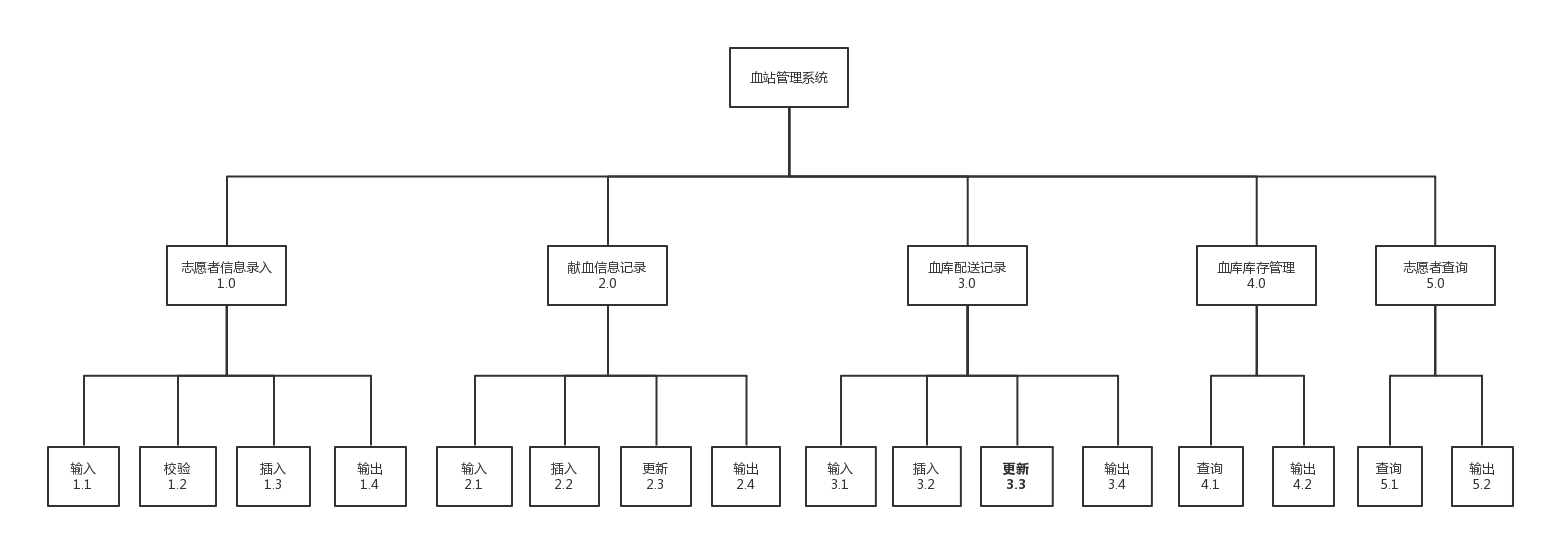 血站管理系统
志愿者信息录入
1.0
献血信息记录
2.0
血库配送记录
3.0
血库库存管理
4.0
志愿者查询
5.0
输入
1.1
校验
1.2
插入
1.3
输出
1.4
输入
2.1
插入
2.2
更新
2.3
输出
2.4
输入
3.1
插入
3.2
更新
3.3
输出
3.4
查询
4.1
输出
4.2
查询
5.1
输出
5.2